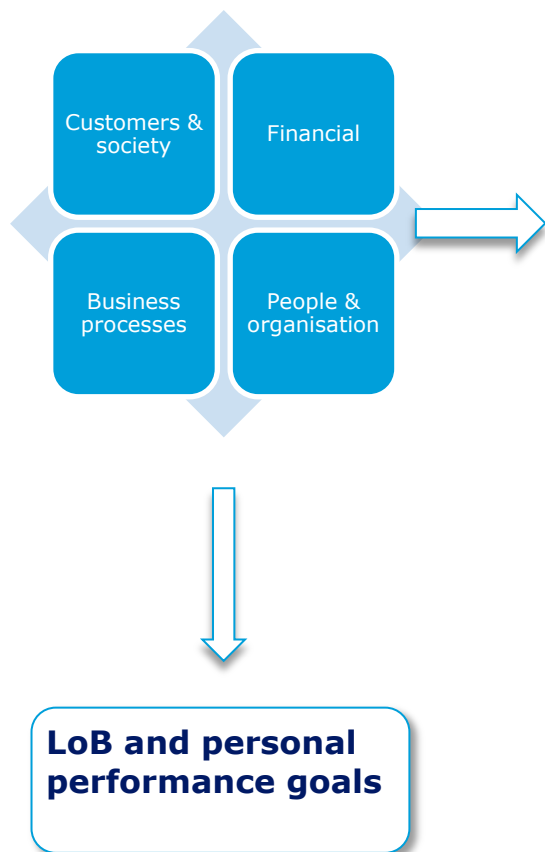 Customers &
society
Financial
Business
processes
People &
organisation
LoB and personal
performance goals